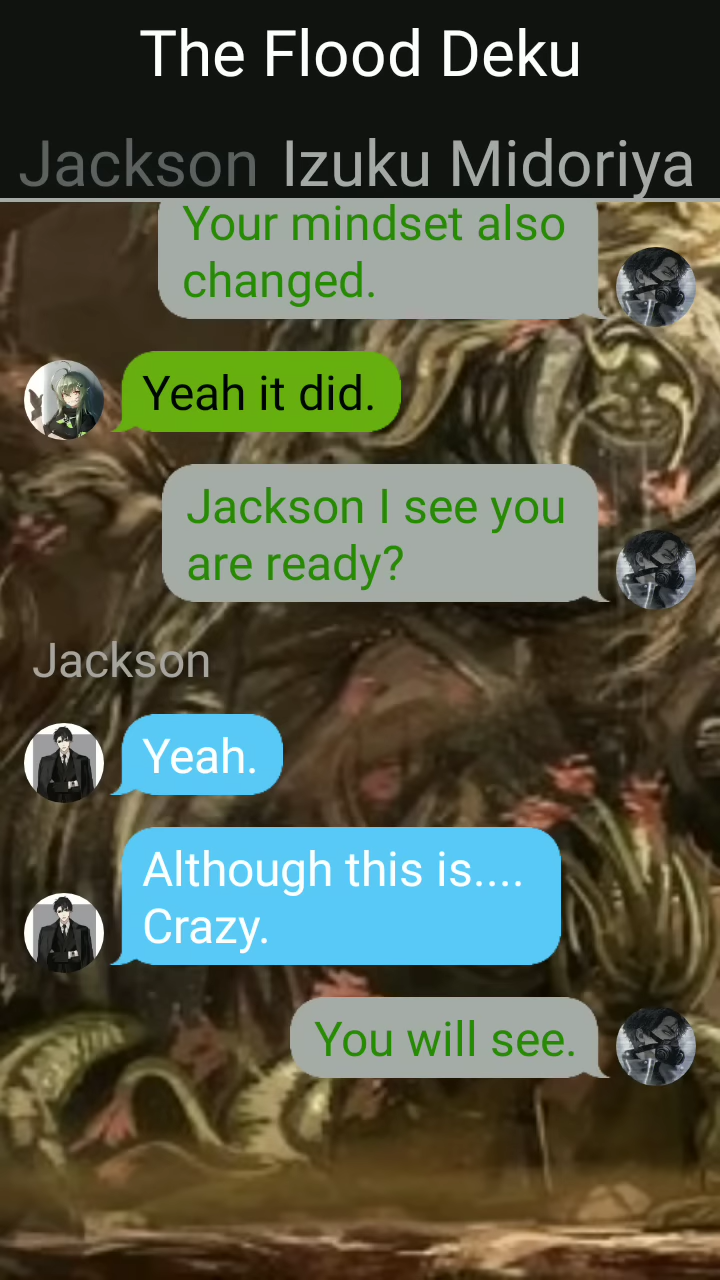 The Flood Deku
Jackson Izuku Midoriya
Your mindset also
changed.
Yeah it did.
Jackson I see you
are ready?
Jackson
Yeah.
Although this is....
Crazy.
You will see.